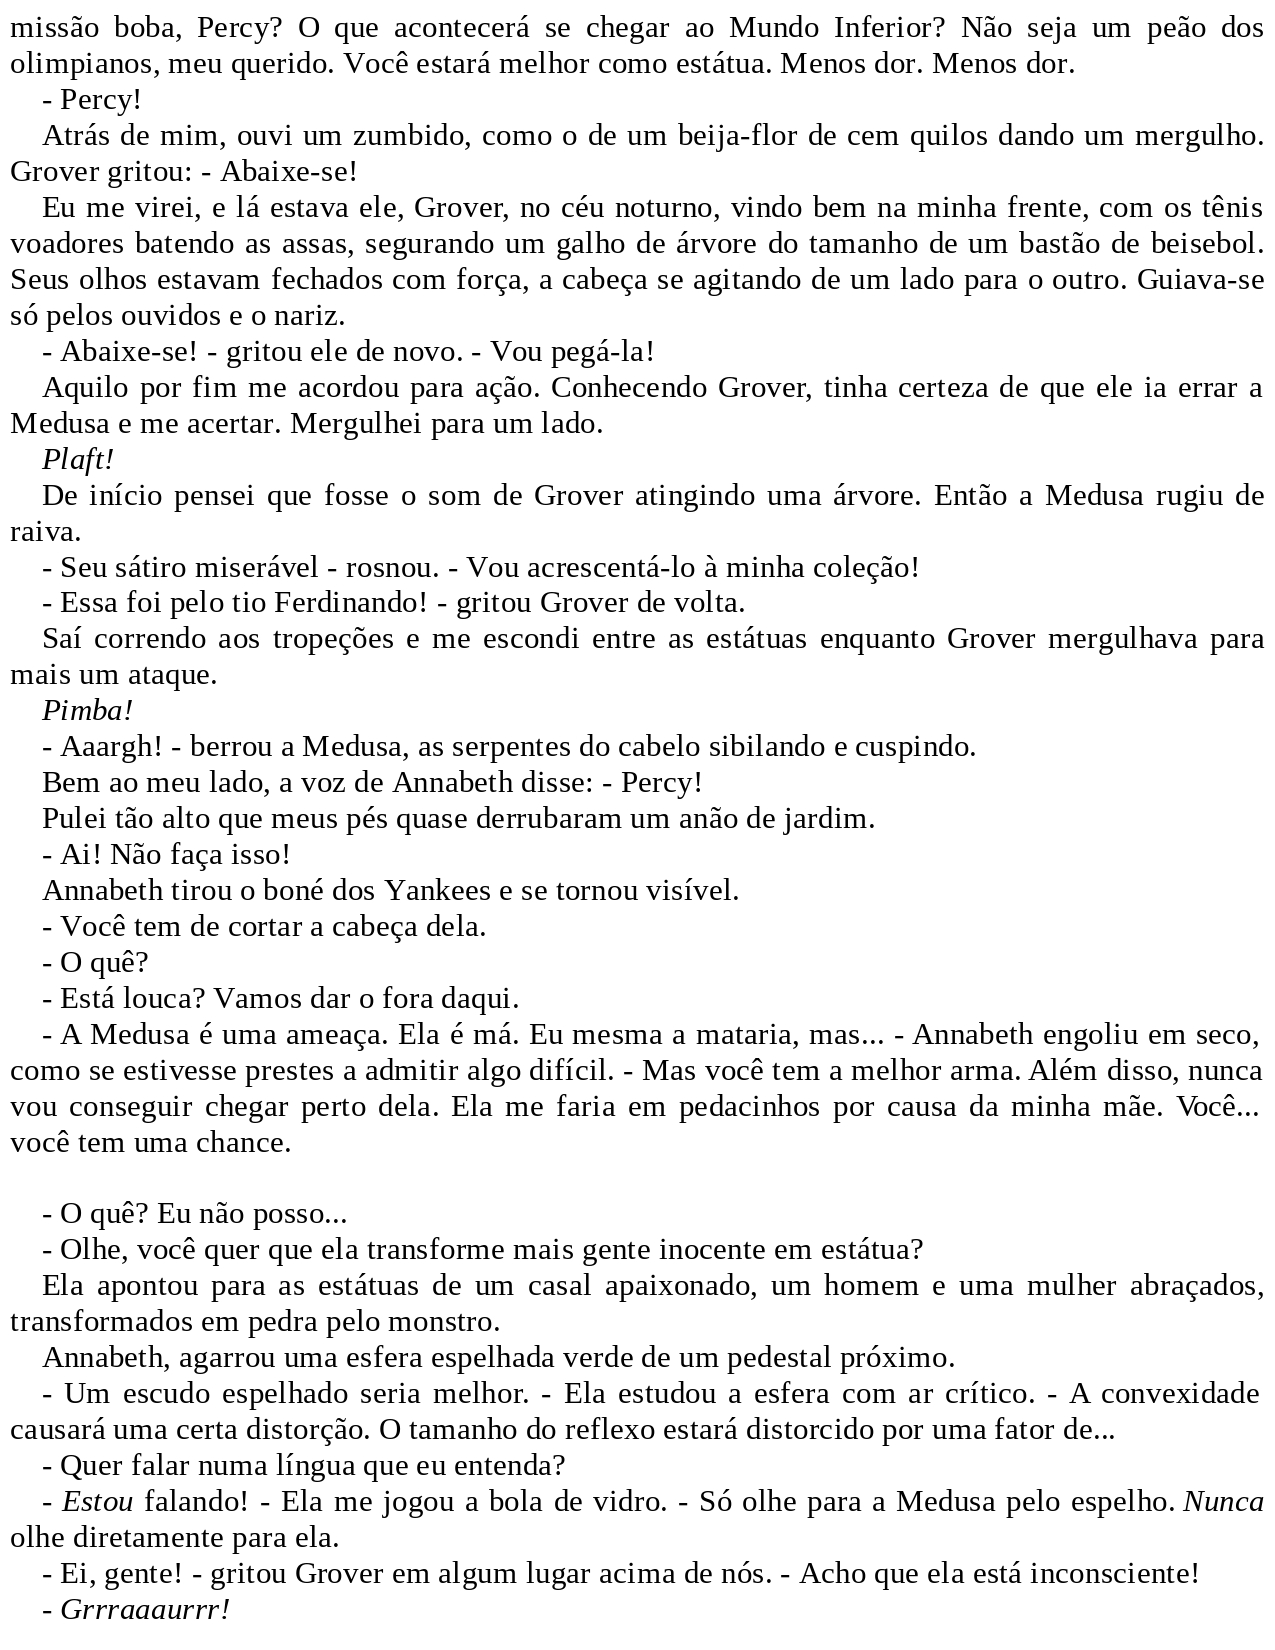 missão boba, Percy? O que acontecerá se chegar ao Mundo Inferior? Não seja um peão dos
olimpianos, meu querido. Você estará melhor como estátua. Menos dor. Menos dor.
- Percy!
Atrás de mim, ouvi um zumbido, como o de um beija-flor de cem quilos dando um mergulho.
Grover gritou: - Abaixe-se!
Eu me virei, e lá estava ele, Grover, no céu noturno, vindo bem na minha frente, com os tênis
voadores batendo as assas, segurando um galho de árvore do tamanho de um bastão de beisebol.
Seus olhos estavam fechados com força, a cabeça se agitando de um lado para o outro. Guiava-se
só pelos ouvidos e o nariz.
- Abaixe-se! - gritou ele de novo. - Vou pegá-la!
Aquilo por fim me acordou para ação. Conhecendo Grover, tinha certeza de que ele ia errar a
Medusa e me acertar. Mergulhei para um lado.
Plaft!
De início pensei que fosse o som de Grover atingindo uma árvore. Então a Medusa rugiu de
raiva.
- Seu sátiro miserável - rosnou. - Vou acrescentá-lo à minha coleção!
- Essa foi pelo tio Ferdinando! - gritou Grover de volta.
Saí correndo aos tropeções e me escondi entre as estátuas enquanto Grover mergulhava para
mais um ataque.
Pimba!
- Aaargh! - berrou a Medusa, as serpentes do cabelo sibilando e cuspindo.
Bem ao meu lado, a voz de Annabeth disse: - Percy!
Pulei tão alto que meus pés quase derrubaram um anão de jardim.
- Ai! Não faça isso!
Annabeth tirou o boné dos Yankees e se tornou visível.
- Você tem de cortar a cabeça dela.
- O quê?
- Está louca? Vamos dar o fora daqui.
- A Medusa é uma ameaça. Ela é má. Eu mesma a mataria, mas... - Annabeth engoliu em seco,
como se estivesse prestes a admitir algo difícil. - Mas você tem a melhor arma. Além disso, nunca
vou conseguir chegar perto dela. Ela me faria em pedacinhos por causa da minha mãe. Você...
você tem uma chance.
- O quê? Eu não posso...
- Olhe, você quer que ela transforme mais gente inocente em estátua?
Ela apontou para as estátuas de um casal apaixonado, um homem e uma mulher abraçados,
transformados em pedra pelo monstro.
Annabeth, agarrou uma esfera espelhada verde de um pedestal próximo.
- Um escudo espelhado seria melhor. - Ela estudou a esfera com ar crítico. - A convexidade
causará uma certa distorção. O tamanho do reflexo estará distorcido por uma fator de...
- Quer falar numa língua que eu entenda?
- Estou falando! - Ela me jogou a bola de vidro. - Só olhe para a Medusa pelo espelho. Nunca
olhe diretamente para ela.
- Ei, gente! - gritou Grover em algum lugar acima de nós. - Acho que ela está inconsciente!
- Grrraaaurrr!